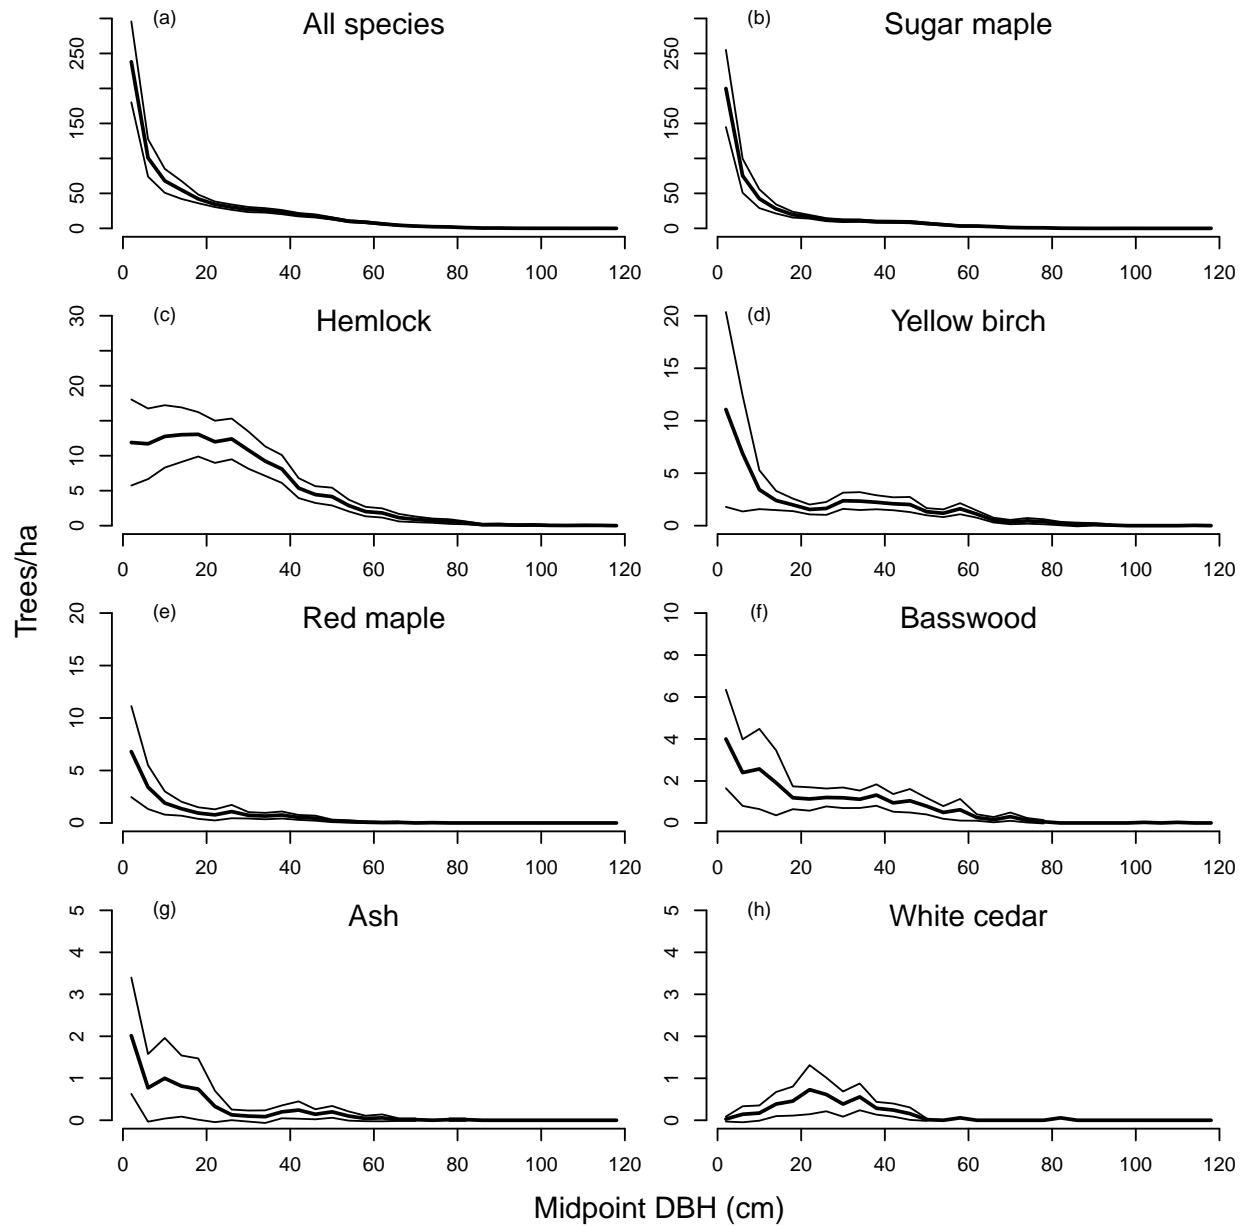 (a) All species
0 50 150 250
0 20 40 60 80 100 120
(b) Sugar maple
0 50 150 250
0 20 40 60 80 100 120
(c) Hemlock
0 5 10 20 30
0 20 40 60 80 100 120
(d) Yellow birch
0 5 10 15 20
0 20 40 60 80 100 120
(e) Red maple
0 5 10 15 20
0 20 40 60 80 100 120
(f) Basswood
0 2 4 6 8 10
0 20 40 60 80 100 120
(g) Ash
0 1 2 3 4 5
0 20 40 60 80 100 120
(h) White cedar
0 1 2 3 4 5
0 20 40 60 80 100 120
Trees/ha
Midpoint DBH (cm)